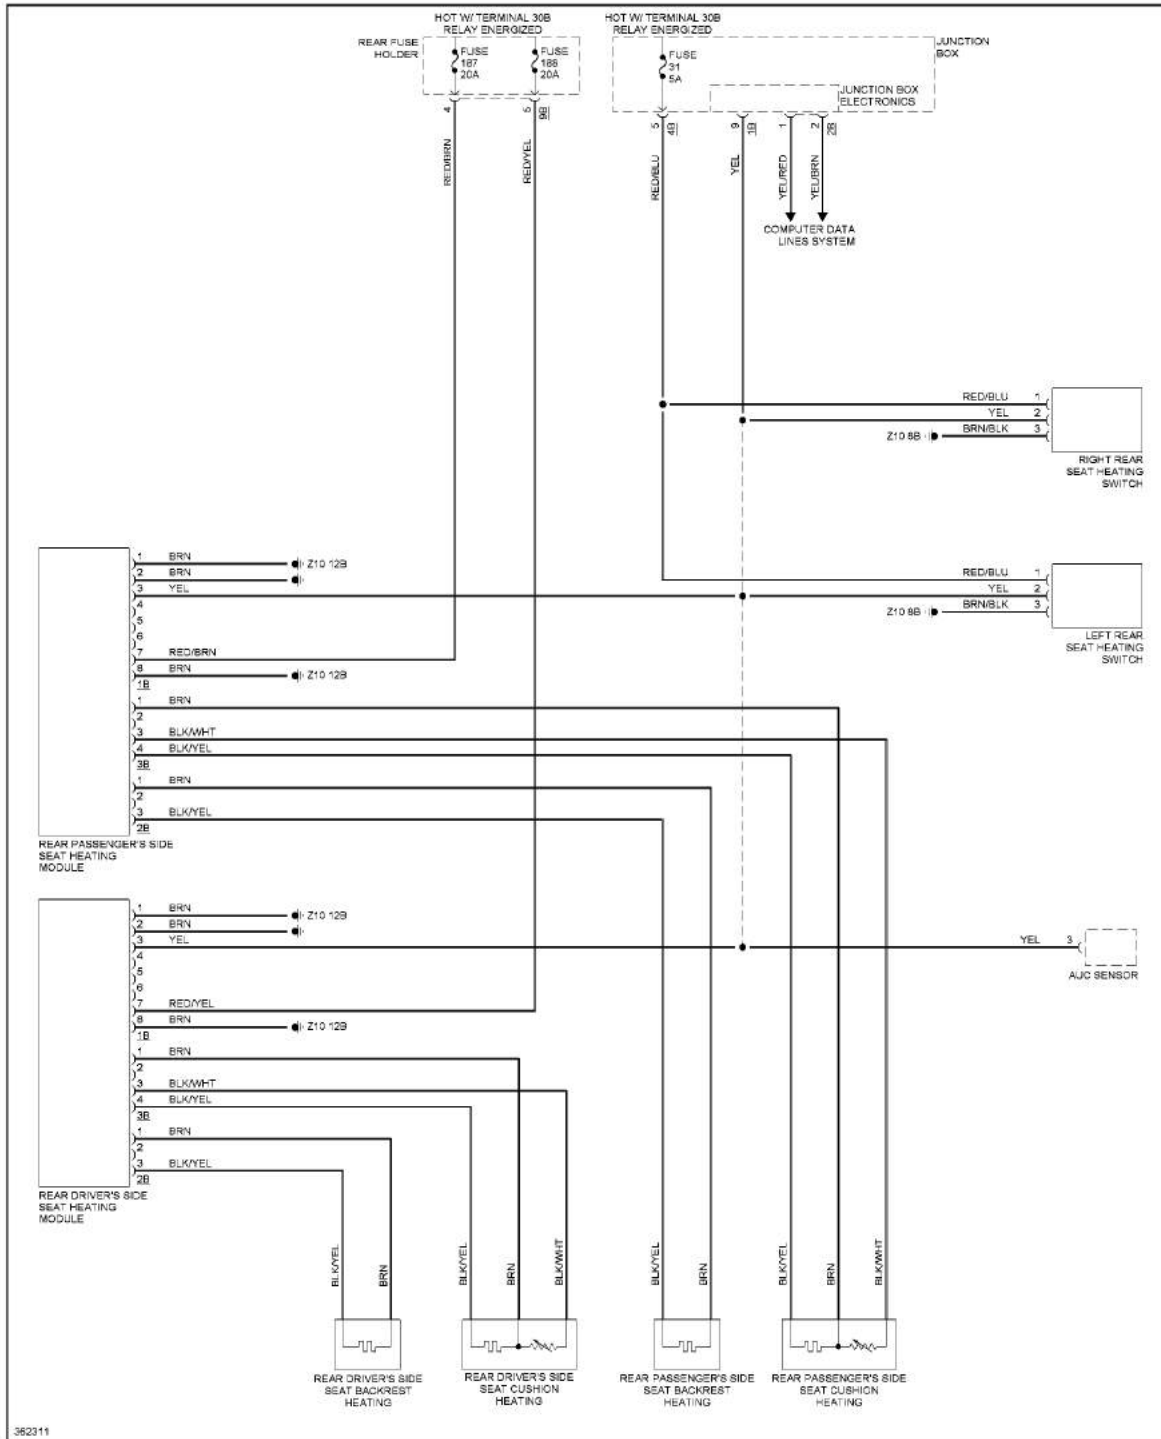 HOT W/ TERMINAL 30B
RELAY ENERGIZED
HOT W/ TERMINAL 30B
RELAY ENERGIZED
REAR FUSE
HOLDER
FUSE
187
20A
FUSE
188
20A
FUSE
31
5A
JUNCTION
BOX
JUNCTION BOX
ELECTRONICS
4
5
9B
5
4B
9
1B
1
2
2B
RED/BRN
RED/YEL
RED/BLU
YEL
YEL/RED
YEL/BRN
COMPUTER DATA
LINES SYSTEM
RED/BLU 1
YEL 2
Z10 8B BRN/BLK 3
RIGHT REAR
SEAT HEATING
SWITCH
RED/BLU 1
YEL 2
Z10 8B BRN/BLK 3
LEFT REAR
SEAT HEATING
SWITCH
1 BRN Z10 12B
2 BRN
3 YEL
4
5
6
7 RED/BRN
8 BRN Z10 12B
1B
1 BRN
2
3 BLK/WHT
4 BLK/YEL
3B
1 BRN
2
3 BLK/YEL
2B
REAR PASSENGER'S SIDE
SEAT HEATING
MODULE
1 BRN Z10 12B
2 BRN
3 YEL
4
5
6
7 RED/YEL
8 BRN Z10 12B
1B
1 BRN
2
3 BLK/WHT
4 BLK/YEL
3B
1 BRN
2
3 BLK/YEL
2B
REAR DRIVER'S SIDE
SEAT HEATING
MODULE
YEL 3
AUC SENSOR
BLK/YEL
BRN
BLK/YEL
BRN
BLK/WHT
BLK/YEL
BRN
BLK/YEL
BRN
BLK/WHT
REAR DRIVER'S SIDE
SEAT BACKREST
HEATING
REAR DRIVER'S SIDE
SEAT CUSHION
HEATING
REAR PASSENGER'S SIDE
SEAT BACKREST
HEATING
REAR PASSENGER'S SIDE
SEAT CUSHION
HEATING
362311